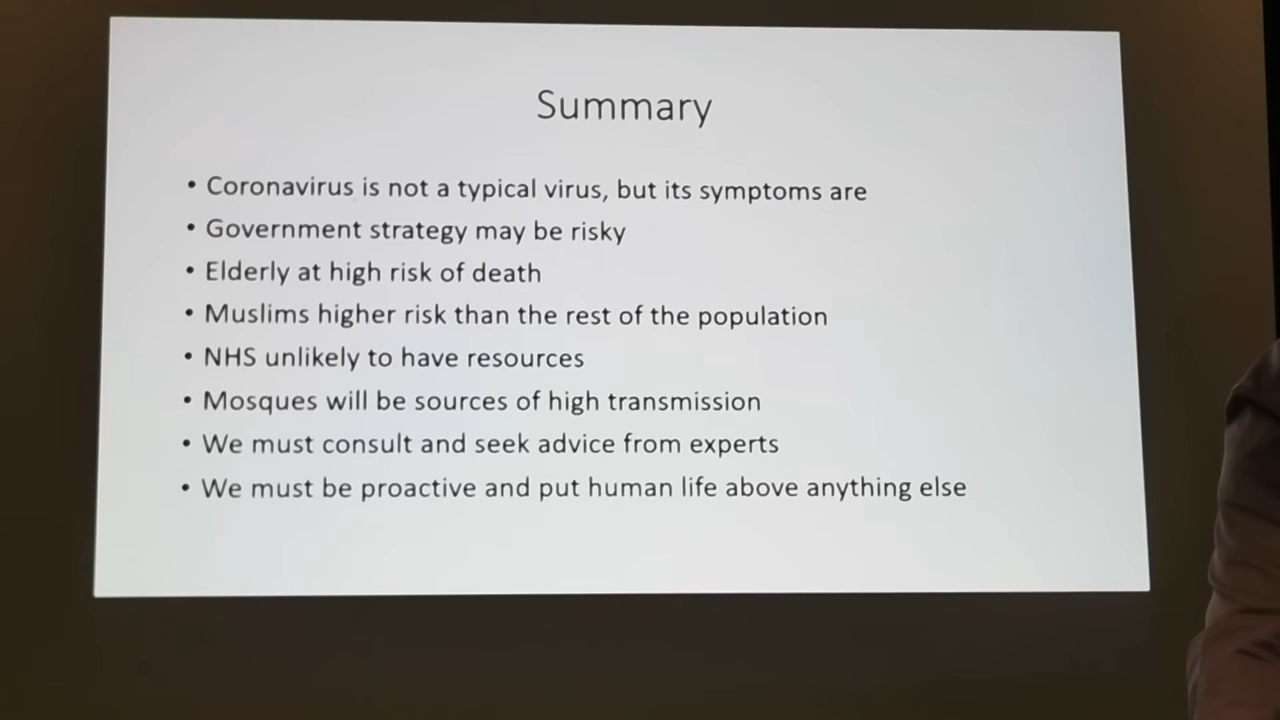 Summary
• Coronavirus is not a typical virus, but its symptoms are
• Government strategy may be risky
• Elderly at high risk of death
• Muslims higher risk than the rest of the population
• NHS unlikely to have resources
• Mosques will be sources of high transmission
• We must consult and seek advice from experts
• We must be proactive and put human life above anything else